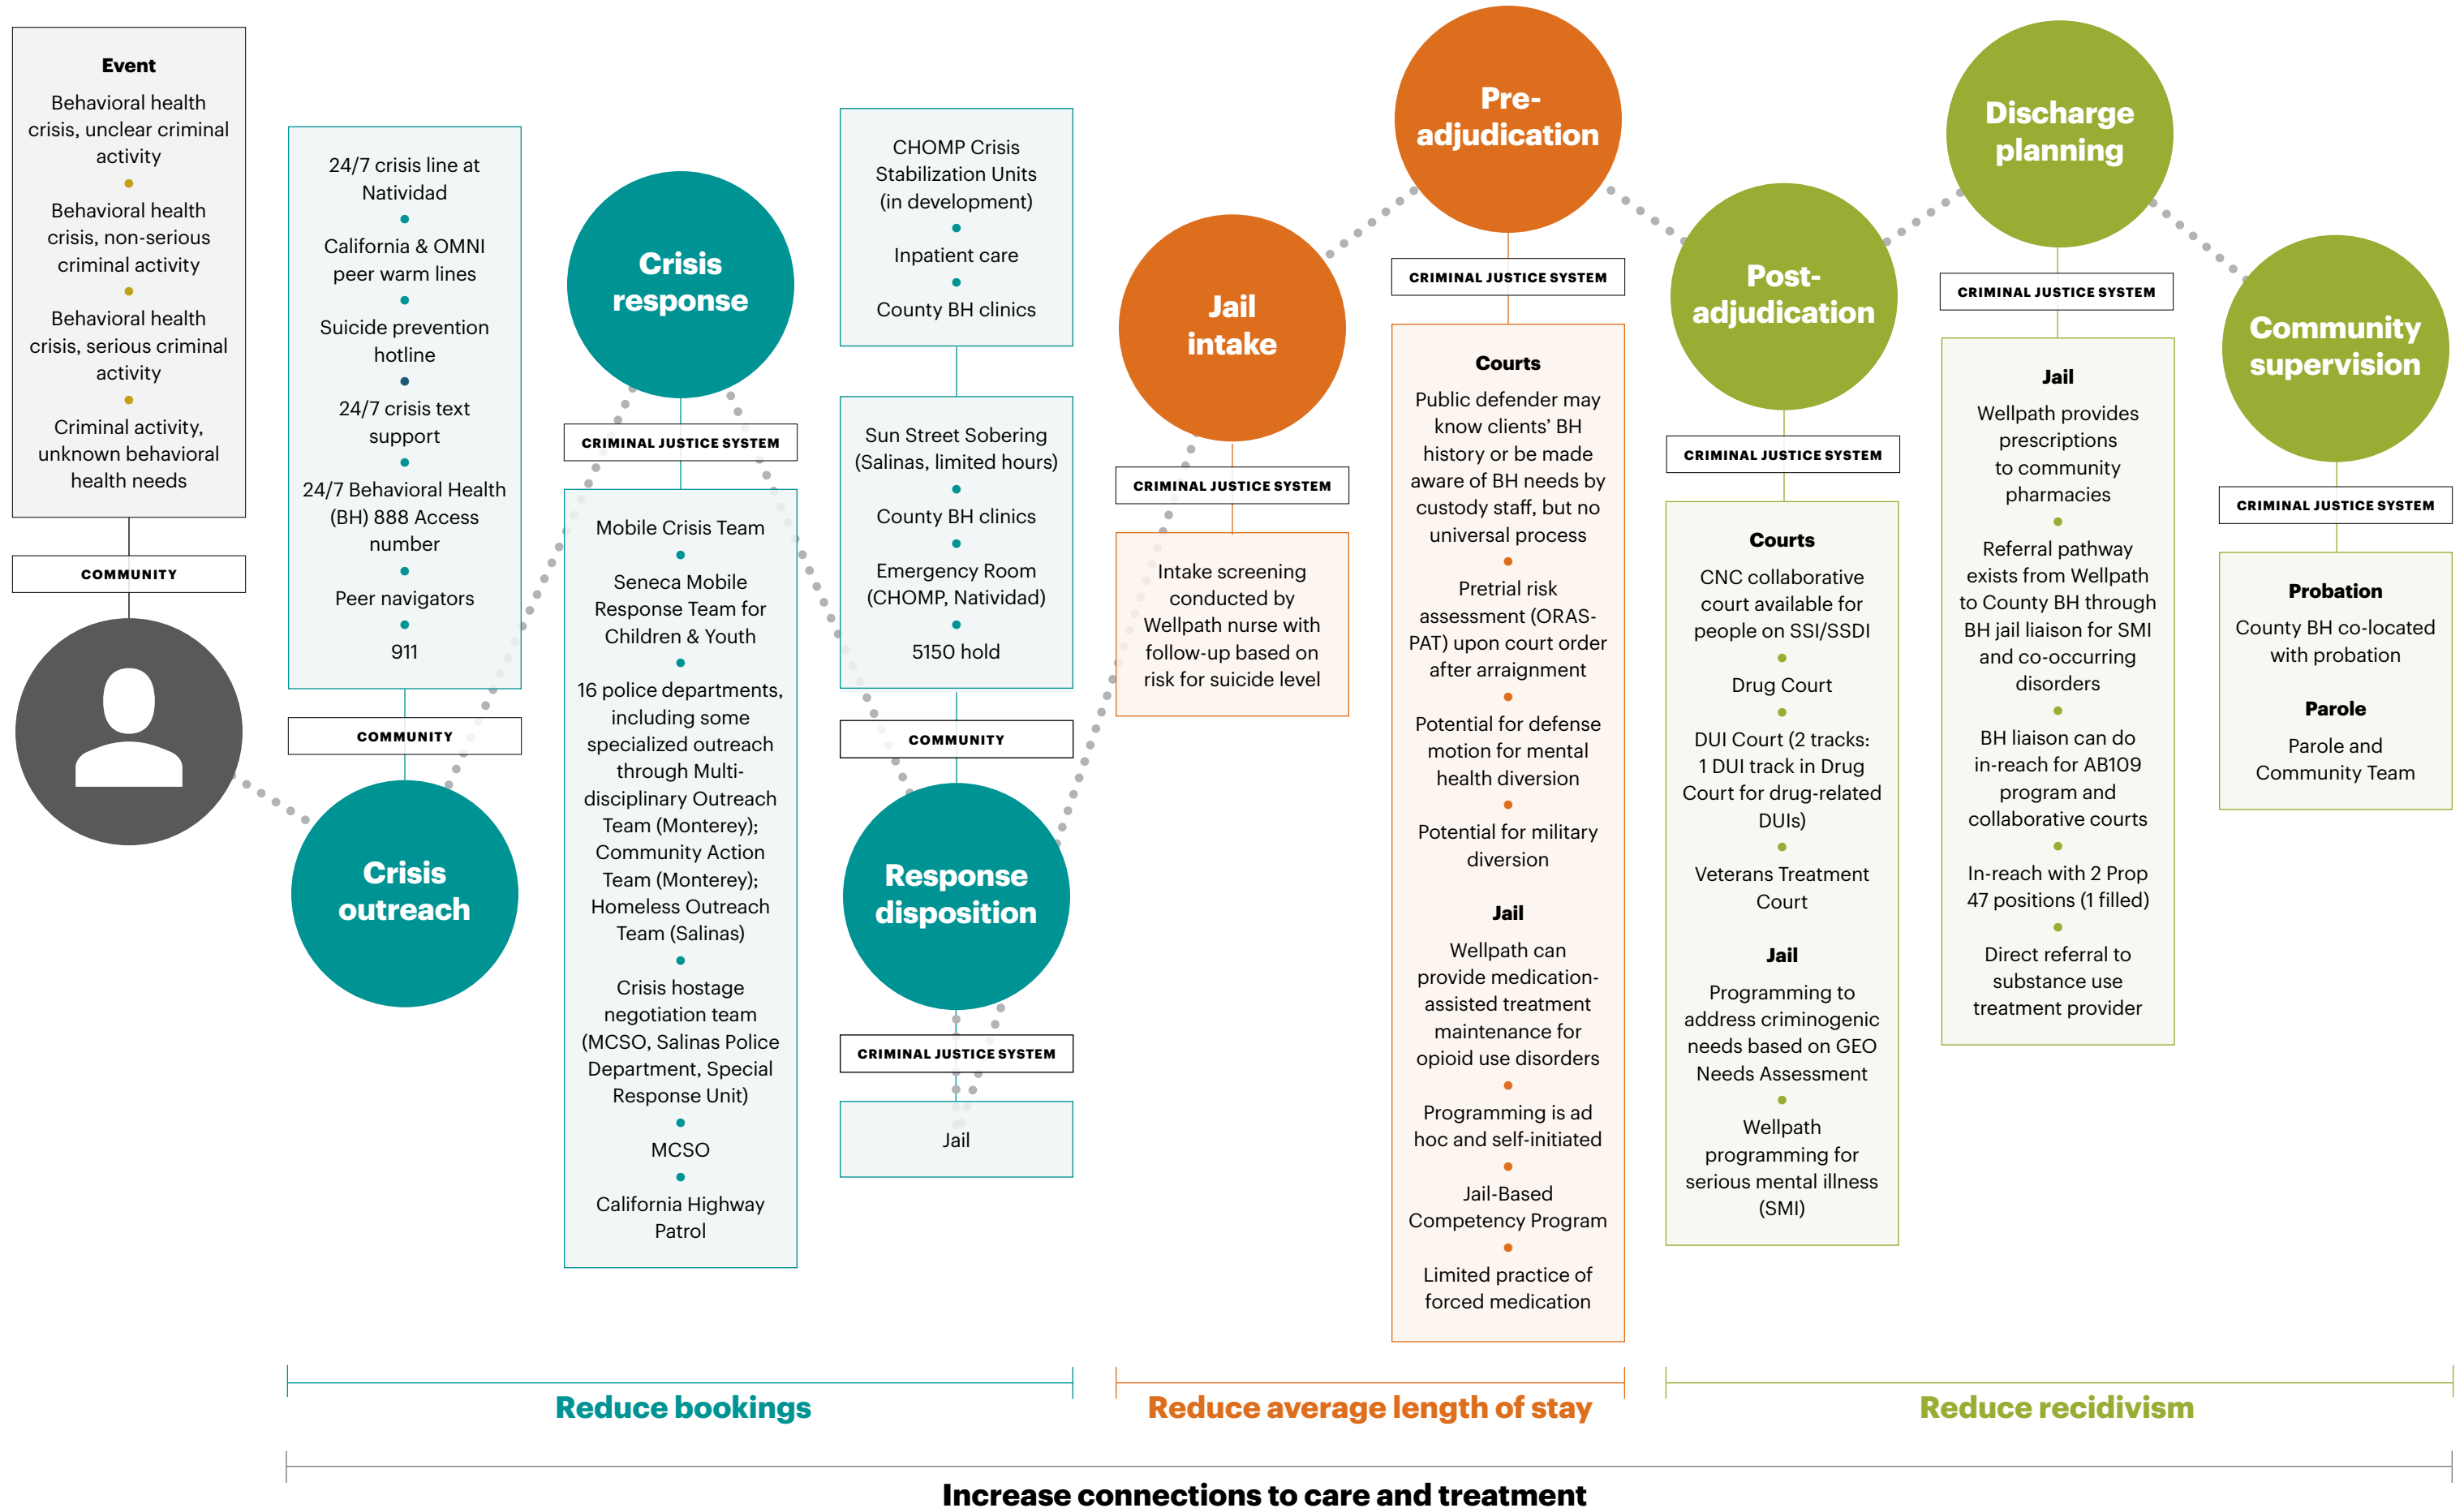 Event
Behavioral health
crisis, unclear criminal
activity
Behavioral health
crisis, non-serious
criminal activity
Behavioral health
crisis, serious criminal
activity
Criminal activity,
unknown behavioral
health needs
COMMUNITY
24/7 crisis line at
Natividad
California & OMNI
peer warm lines
Suicide prevention
hotline
24/7 crisis text
support
24/7 Behavioral Health
(BH) 888 Access
number
Peer navigators
911
COMMUNITY
Crisis
outreach
Crisis
response
CRIMINAL JUSTICE SYSTEM
Mobile Crisis Team
Seneca Mobile
Response Team for
Children & Youth
16 police departments,
including some
specialized outreach
through Multi-
disciplinary Outreach
Team (Monterey);
Community Action
Team (Monterey);
Homeless Outreach
Team (Salinas)
Crisis hostage
negotiation team
(MCSO, Salinas Police
Department, Special
Response Unit)
MCSO
California Highway
Patrol
CHOMP Crisis
Stabilization Units
(in development)
Inpatient care
County BH clinics
Sun Street Sobering
(Salinas, limited hours)
County BH clinics
Emergency Room
(CHOMP, Natividad)
5150 hold
COMMUNITY
Response
disposition
CRIMINAL JUSTICE SYSTEM
Jail
Jail
intake
CRIMINAL JUSTICE SYSTEM
Intake screening
conducted by
Wellpath nurse with
follow-up based on
risk for suicide level
Pre-
adjudication
CRIMINAL JUSTICE SYSTEM
Courts
Public defender may
know clients’ BH
history or be made
aware of BH needs by
custody staff, but no
universal process
Pretrial risk
assessment (ORAS-
PAT) upon court order
after arraignment
Potential for defense
motion for mental
health diversion
Potential for military
diversion
Jail
Wellpath can
provide medication-
assisted treatment
maintenance for
opioid use disorders
Programming is ad
hoc and self-initiated
Jail-Based
Competency Program
Limited practice of
forced medication
Post-
adjudication
CRIMINAL JUSTICE SYSTEM
Courts
CNC collaborative
court available for
people on SSI/SSDI
Drug Court
DUI Court (2 tracks:
1 DUI track in Drug
Court for drug-related
DUIs)
Veterans Treatment
Court
Jail
Programming to
address criminogenic
needs based on GEO
Needs Assessment
Wellpath
programming for
serious mental illness
(SMI)
Discharge
planning
CRIMINAL JUSTICE SYSTEM
Jail
Wellpath provides
prescriptions
to community
pharmacies
Referral pathway
exists from Wellpath
to County BH through
BH jail liaison for SMI
and co-occurring
disorders
BH liaison can do
in-reach for AB109
program and
collaborative courts
In-reach with 2 Prop
47 positions (1 filled)
Direct referral to
substance use
treatment provider
Community
supervision
CRIMINAL JUSTICE SYSTEM
Probation
County BH co-located
with probation
Parole
Parole and
Community Team
Reduce bookings
Reduce average length of stay
Reduce recidivism
Increase connections to care and treatment